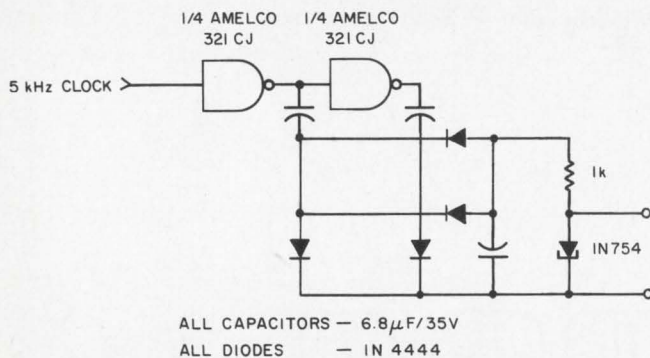 1/4 AMELCO 1/4 AMELCO
321 CJ 321 CJ
5 kHz CLOCK
1k
IN754
ALL CAPACITORS — 6.8µF/35V
ALL DIODES — IN 4444